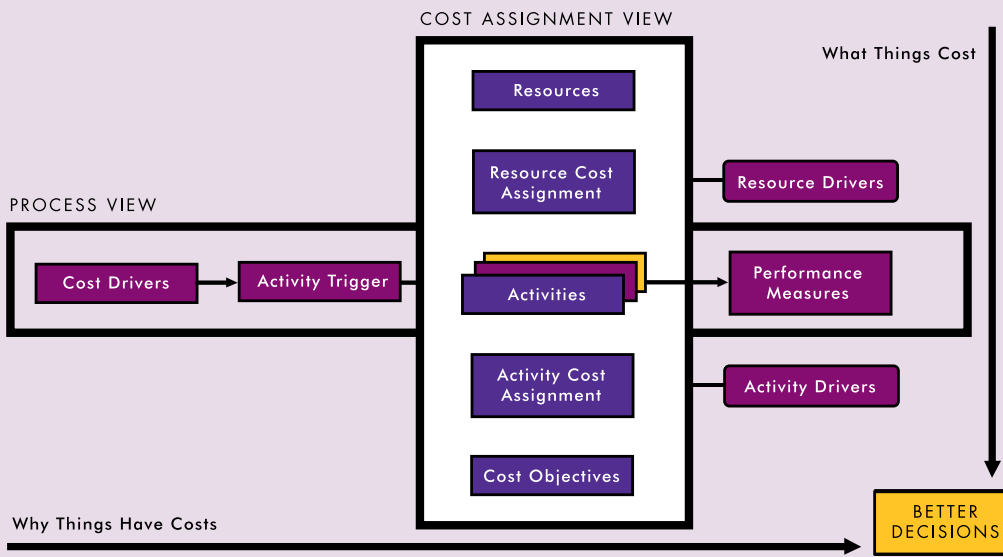 COST ASSIGNMENT VIEW
What Things Cost
Resources
Resource Cost
Assignment
Resource Drivers
PROCESS VIEW
Cost Drivers
Activity Trigger
Activities
Performance
Measures
Activity Cost
Assignment
Activity Drivers
Cost Objectives
Why Things Have Costs
BETTER
DECISIONS